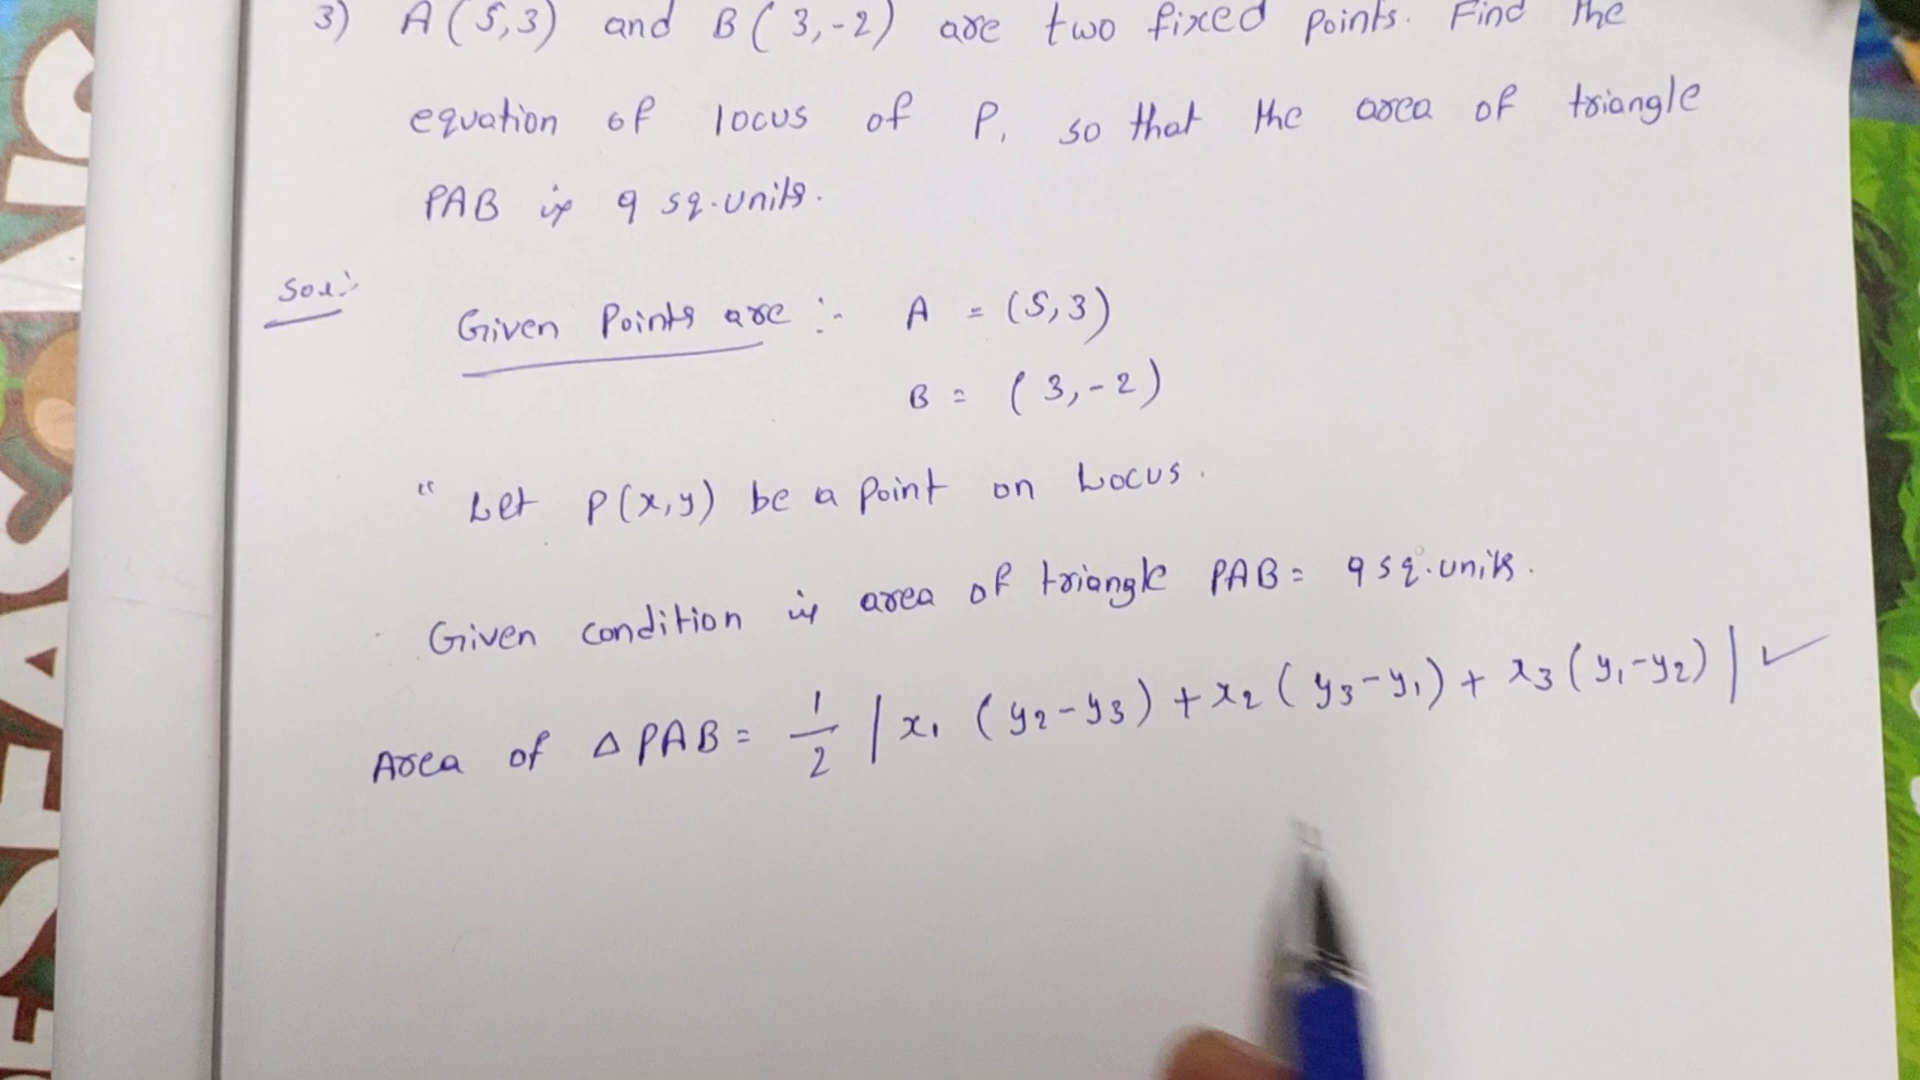 3) A(5,3) and B(3,-2) are two fixed points. Find the
equation of locus of P, so that the area of triangle
PAB is 9 sq.units.
Sol:-
Given Points are :- A = (5,3)
B = (3,-2)
"Let P(x,y) be a point on Locus.
Given condition is area of triangle PAB = 9 sq.units.
Area of △PAB = 1/2 |x₁(y₂-y₃)+x₂(y₃-y₁)+x₃(y₁-y₂)| ✓